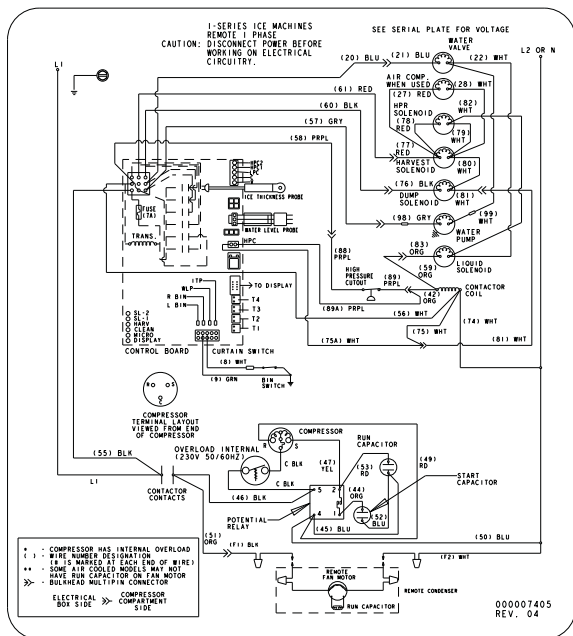 I-SERIES ICE MACHINES
REMOTE I PHASE
CAUTION: DISCONNECT POWER BEFORE
WORKING ON ELECTRICAL
CIRCUITRY.
SEE SERIAL PLATE FOR VOLTAGE
L1
L2 OR N
WATER
VALVE
(20) BLU
(21) BLU
(22) WHT
AIR COMP.
WHEN USED
(28) WHT
(61) RED
(27) RED
(60) BLK
HPR
SOLENOID
(82)
WHT
(57) GRY
(78)
RED
(79)
WHT
(58) PRPL
(77)
RED
HARVEST
SOLENOID
(80)
WHT
HPC2
HPC1
LPC
ICE THICKNESS PROBE
(76) BLK
DUMP
SOLENOID
(81)
WHT
FUSE
(7A)
WATER LEVEL PROBE
(98) GRY
(99)
WHT
WATER
PUMP
TRANS.
HPC
(83)
ORG
(88)
PRPL
LIQUID
SOLENOID
(59)
ORG
HIGH
PRESSURE
CUTOUT
(89)
PRPL
(42)
ORG
CONTACTOR
COIL
TO DISPLAY
ITP
WLP
R BIN
L BIN
T4
T3
T2
T1
(89A) PRPL
(56) WHT
(74) WHT
(75) WHT
(75A) WHT
(81) WHT
SL-2
SL-1
HARV
CLEAN
MICRO
DISPLAY
CONTROL BOARD
CURTAIN SWITCH
(8) WHT
(9) GRN
BIN
SWITCH
R
S
C
COMPRESSOR
TERMINAL LAYOUT
VIEWED FROM END
OF COMPRESSOR
COMPRESSOR
R
S
C
OVERLOAD INTERNAL
(230V 50/60HZ)
C BLK
C BLK
(47)
YEL
RUN
CAPACITOR
(53)
RD
(49)
RD
START
CAPACITOR
(55) BLK
L1
CONTACTOR
CONTACTS
(46) BLK
5
2
4
1
(44)
ORG
(52)
BLU
POTENTIAL
RELAY
(45) BLU
(50) BLU
(51)
ORG
(F1) BLK
(F2) WHT
REMOTE
FAN MOTOR
REMOTE CONDENSER
RUN CAPACITOR
* - COMPRESSOR HAS INTERNAL OVERLOAD
( ) - WIRE NUMBER DESIGNATION
(# IS MARKED AT EACH END OF WIRE)
** - SOME AIR COOLED MODELS MAY NOT
HAVE RUN CAPACITOR ON FAN MOTOR
- BULKHEAD MULTIPIN CONNECTOR
ELECTRICAL
BOX SIDE
COMPRESSOR
COMPARTMENT
SIDE
000007405
REV. 04